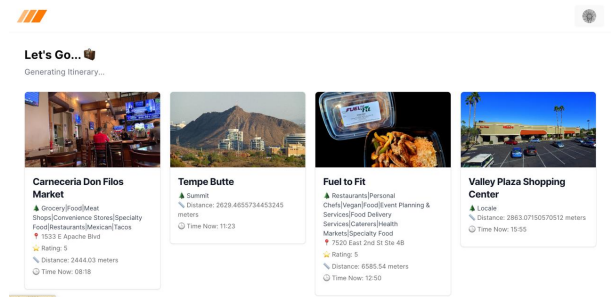 Let's Go...
Generating Itinerary...
Carneceria Don Filos
Market
Grocery|Food|Meat
Shops|Convenience Stores|Specialty
Food|Restaurants|Mexican|Tacos
1533 E Apache Blvd
Rating: 5
Distance: 2444.03 meters
Time Now: 08:18
Tempe Butte
Summit
Distance: 2629.4655734453245
meters
Time Now: 11:23
FUEL TO FIT
Fuel to Fit
Restaurants|Personal
Chefs|Vegan|Food|Event Planning &
Services|Food Delivery
Services|Caterers|Health
Markets|Specialty Food
7520 East 2nd St Ste 4B
Rating: 5
Distance: 6585.54 meters
Time Now: 12:50
Valley Plaza Shopping
Center
Locale
Distance: 2863.07150570512 meters
Time Now: 15:55